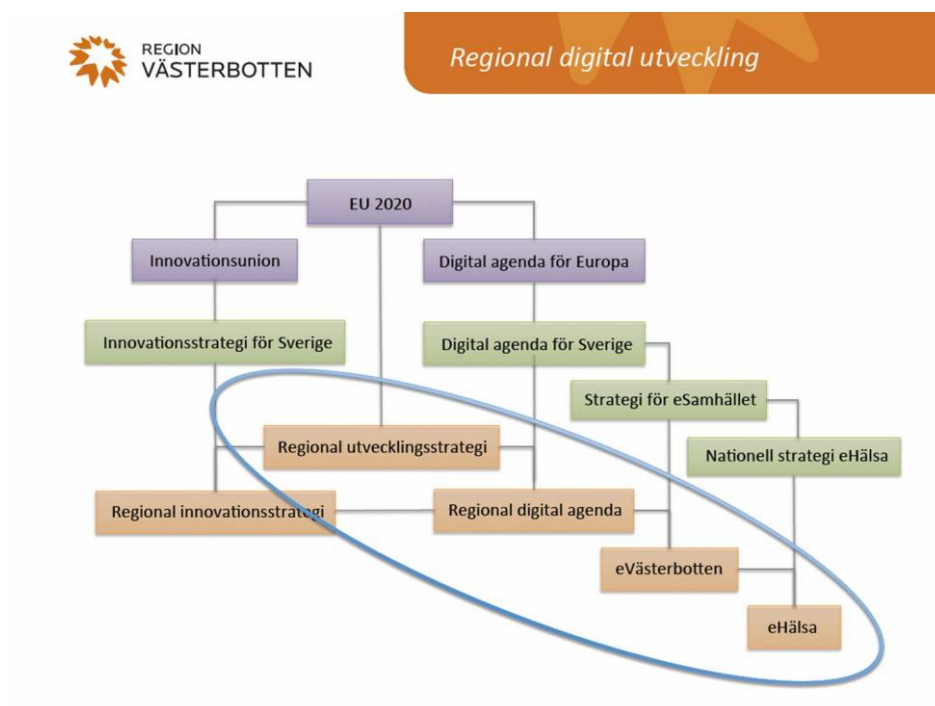 REGION
VÄSTERBOTTEN
Regional digital utveckling
EU 2020
Innovationsunion
Digital agenda för Europa
Innovationsstrategi för Sverige
Digital agenda för Sverige
Strategi för eSamhället
Regional utvecklingsstrategi
Nationell strategi eHälsa
Regional innovationsstrategi
Regional digital agenda
eVästerbotten
eHälsa